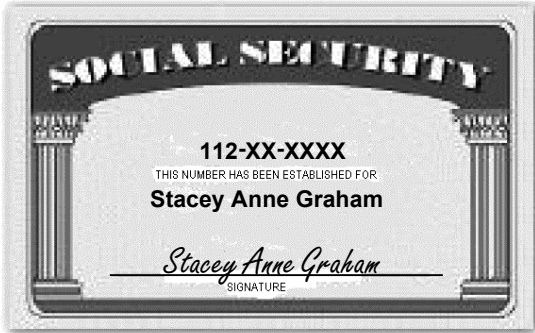 SOCIAL SECURITY
112-XX-XXXX
THIS NUMBER HAS BEEN ESTABLISHED FOR
Stacey Anne Graham
Stacey Anne Graham
SIGNATURE